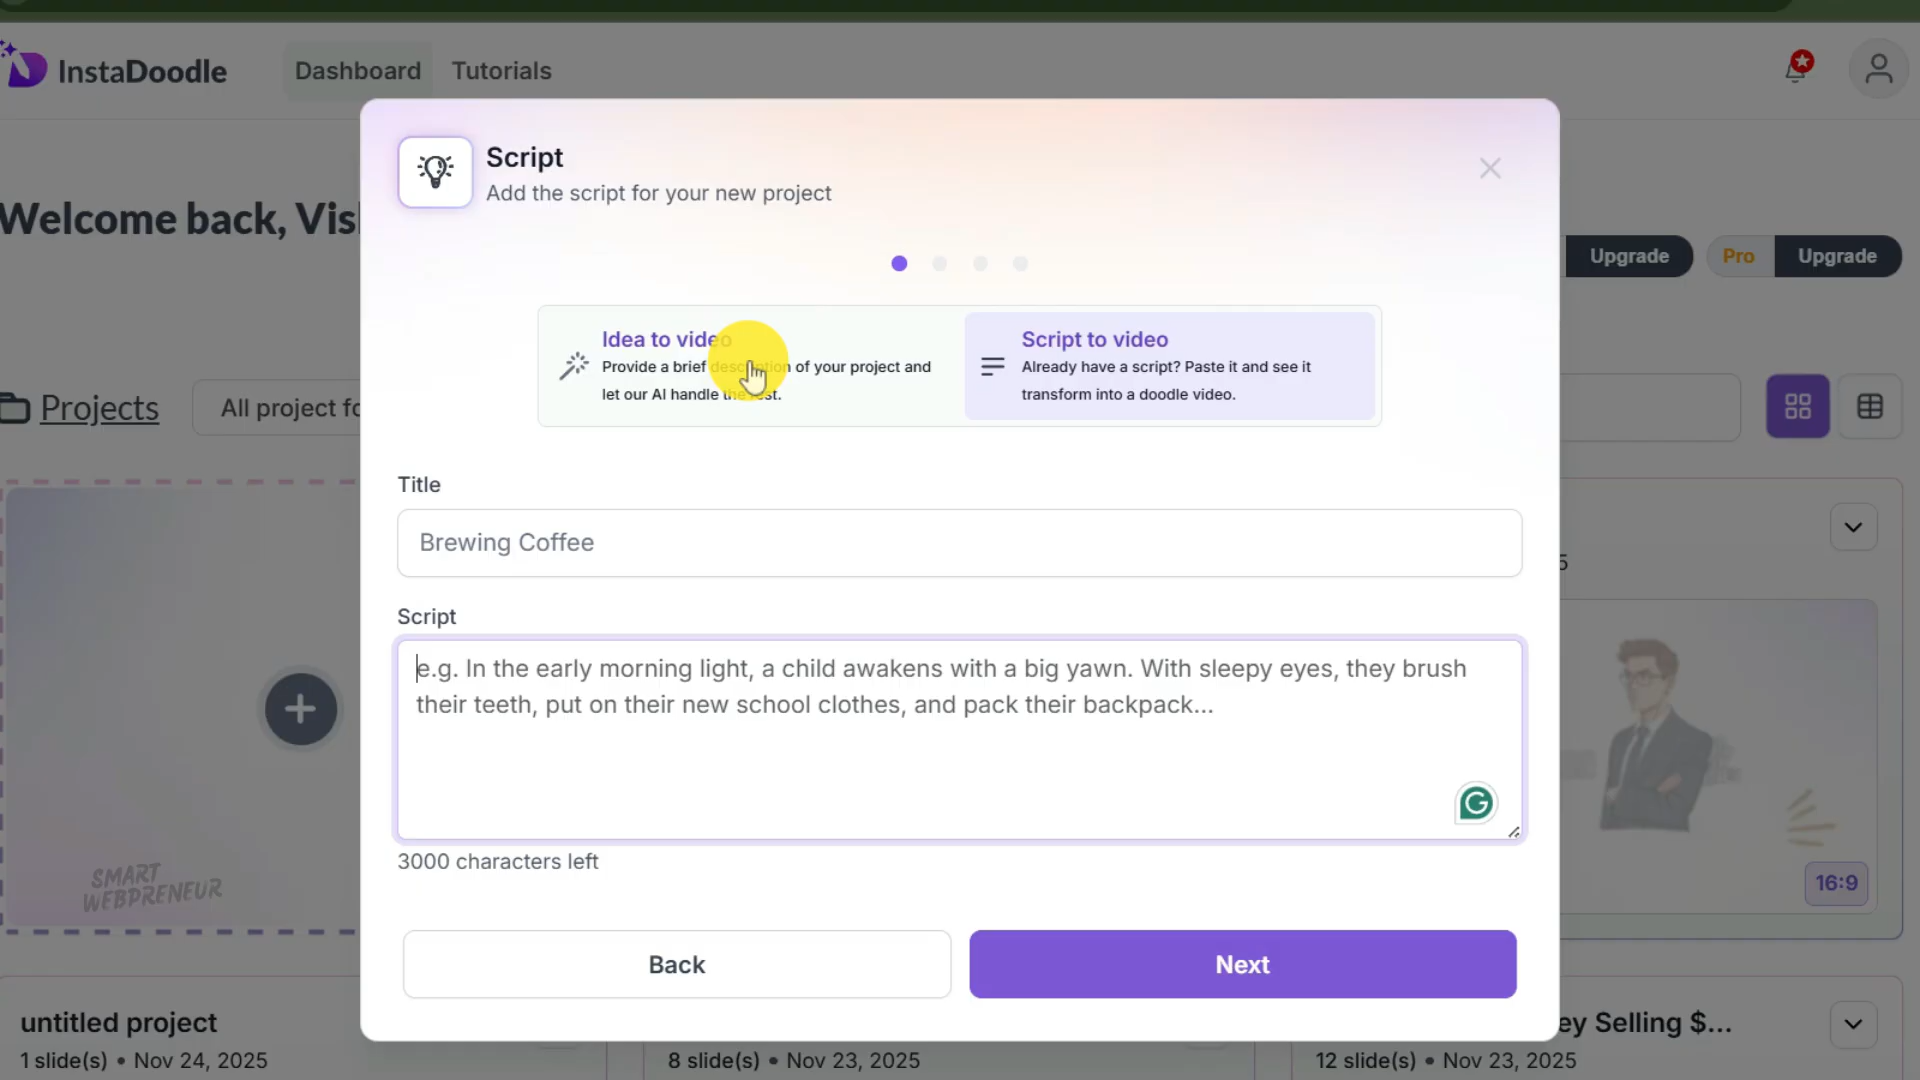 InstaDoodle
Dashboard
Tutorials
Script
Add the script for your new project
Welcome back, Vis
Upgrade
Pro
Upgrade
Idea to video
Provide a brief description of your project and
let our AI handle the rest.
Script to video
Already have a script? Paste it and see it
transform into a doodle video.
Projects
All project fo
Title
Brewing Coffee
Script
e.g. In the early morning light, a child awakens with a big yawn. With sleepy eyes, they brush
their teeth, put on their new school clothes, and pack their backpack...
3000 characters left
SMART
WEBPRENEUR
16:9
Back
Next
untitled project
1 slide(s) • Nov 24, 2025
8 slide(s) • Nov 23, 2025
ey Selling $...
12 slide(s) • Nov 23, 2025